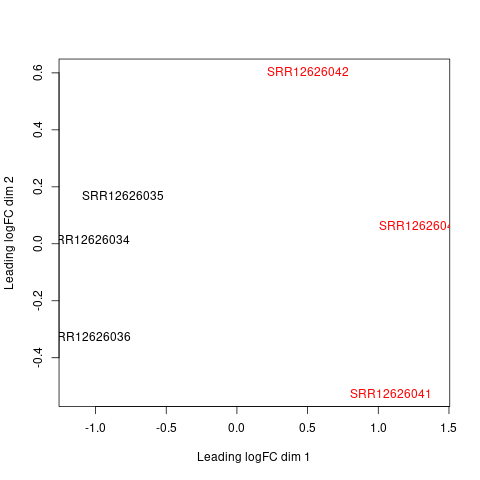 SRR12626042
SRR12626035
RR12626034
SRR1262604
RR12626036
SRR12626041
0.6
0.4
0.2
0.0
-0.2
-0.4
Leading logFC dim 2
-1.0 -0.5 0.0 0.5 1.0 1.5
Leading logFC dim 1